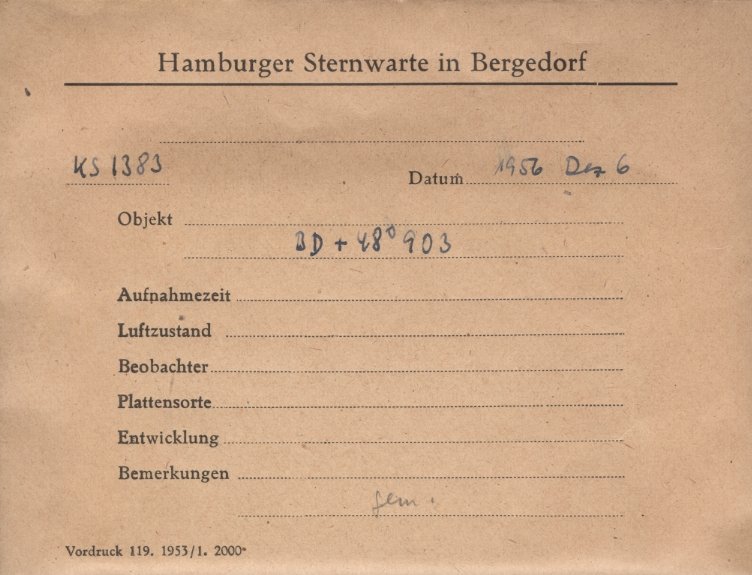 Hamburger Sternwarte in Bergedorf
KS 1383
Datum 1956 Dez 6
Objekt
BD + 48° 903
Aufnahmezeit
Luftzustand
Beobachter
Plattensorte
Entwicklung
Bemerkungen
gem.
Vordruck 119. 1953/1. 2000